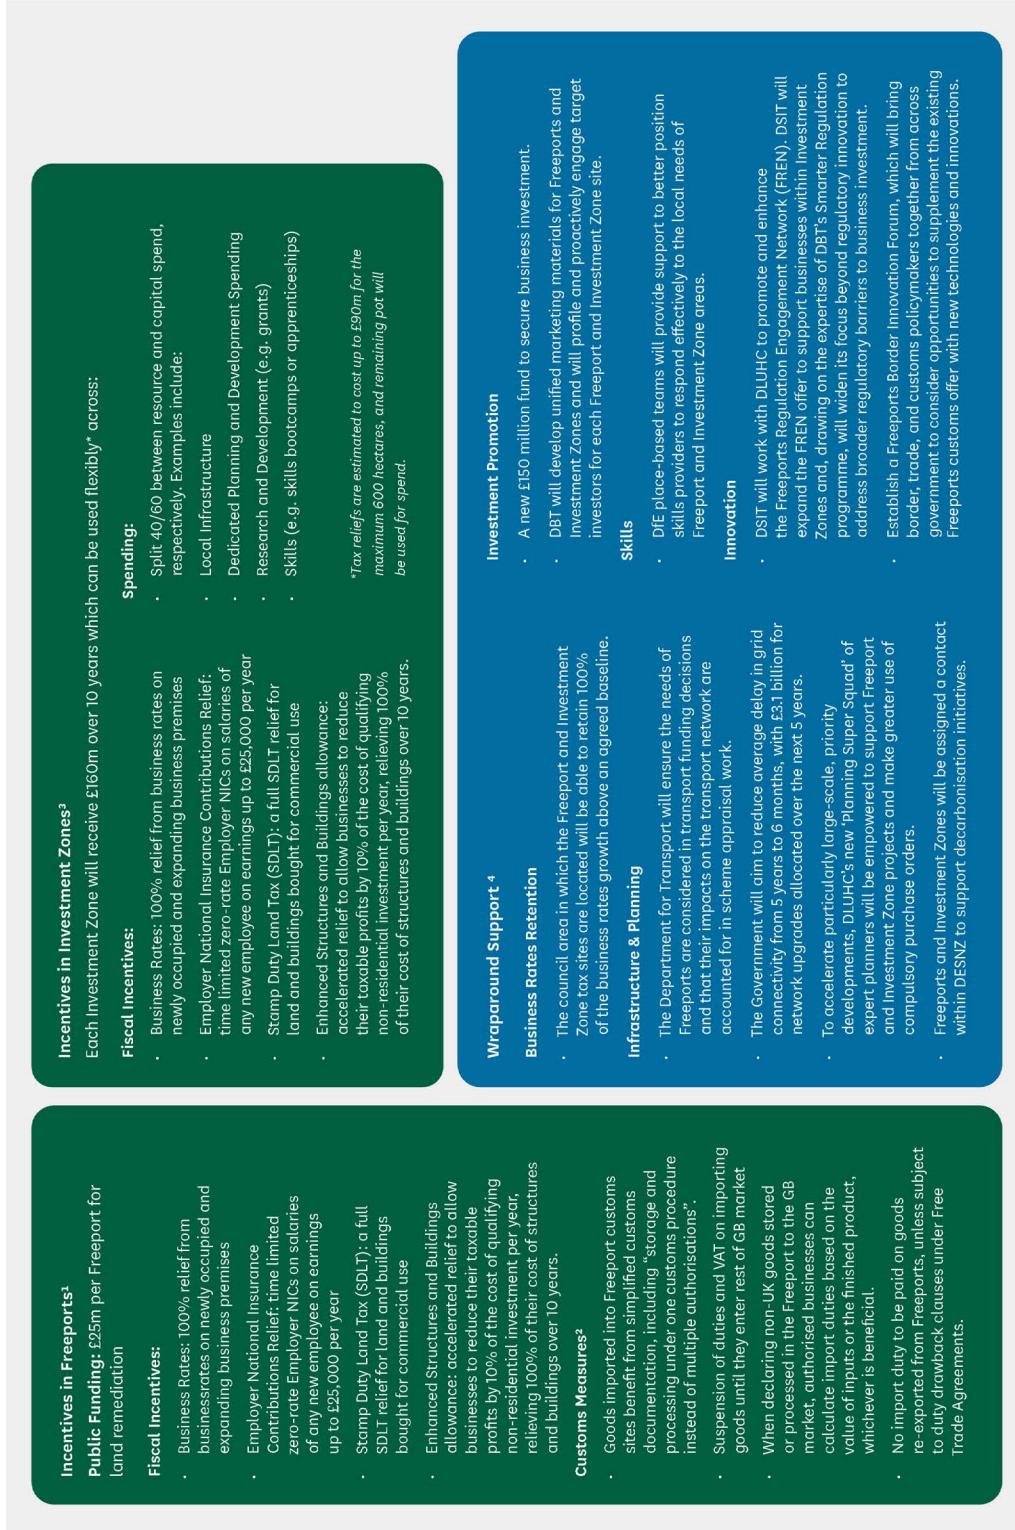 Incentives in Freeports¹
Public Funding: £25m per Freeport for
land remediation
Fiscal Incentives:
• Business Rates: 100% relief from
businessrates on newly occupied and
expanding business premises
• Employer National Insurance
Contributions Relief: time limited
zero-rate Employer NICs on salaries
of any new employee on earnings
up to £25,000 per year
• Stamp Duty Land Tax (SDLT): a full
SDLT relief for land and buildings
bought for commercial use
• Enhanced Structures and Buildings
allowance: accelerated relief to allow
businesses to reduce their taxable
profits by 10% of the cost of qualifying
non-residential investment per year,
relieving 100% of their cost of structures
and buildings over 10 years.
Customs Measures²
• Goods imported into Freeport customs
sites benefit from simplified customs
documentation, including “storage and
processing under one customs procedure
instead of multiple authorisations”.
• Suspension of duties and VAT on importing
goods until they enter rest of GB market
• When declaring non-UK goods stored
or processed in the Freeport to the GB
market, authorised businesses can
calculate import duties based on the
value of inputs or the finished product,
whichever is beneficial.
• No import duty to be paid on goods
re-exported from Freeports, unless subject
to duty drawback clauses under Free
Trade Agreements.
Incentives in Investment Zones³
Each Investment Zone will receive £160m over 10 years which can be used flexibly* across:
Fiscal Incentives:
• Business Rates: 100% relief from business rates on
newly occupied and expanding business premises
• Employer National Insurance Contributions Relief:
time limited zero-rate Employer NICs on salaries of
any new employee on earnings up to £25,000 per year
• Stamp Duty Land Tax (SDLT): a full SDLT relief for
land and buildings bought for commercial use
• Enhanced Structures and Buildings allowance:
accelerated relief to allow businesses to reduce
their taxable profits by 10% of the cost of qualifying
non-residential investment per year, relieving 100%
of their cost of structures and buildings over 10 years.
Spending:
• Split 40/60 between resource and capital spend,
respectively. Examples include:
• Local Infrastructure
• Dedicated Planning and Development Spending
• Research and Development (e.g. grants)
• Skills (e.g. skills bootcamps or apprenticeships)
*Tax reliefs are estimated to cost up to £90m for the
maximum 600 hectares, and remaining pot will
be used for spend.
Wraparound Support ⁴
Business Rates Retention
• The council area in which the Freeport and Investment
Zone tax sites are located will be able to retain 100%
of the business rates growth above an agreed baseline.
Infrastructure & Planning
• The Department for Transport will ensure the needs of
Freeports are considered in transport funding decisions
and that their impacts on the transport network are
accounted for in scheme appraisal work.
• The Government will aim to reduce average delay in grid
connectivity from 5 years to 6 months, with £3.1 billion for
network upgrades allocated over the next 5 years.
• To accelerate particularly large-scale, priority
developments, DLUHC’s new ‘Planning Super Squad’ of
expert planners will be empowered to support Freeport
and Investment Zone projects and make greater use of
compulsory purchase orders.
• Freeports and Investment Zones will be assigned a contact
within DESNZ to support decarbonisation initiatives.
Investment Promotion
• A new £150 million fund to secure business investment.
• DBT will develop unified marketing materials for Freeports and
Investment Zones and will profile and proactively engage target
investors for each Freeport and Investment Zone site.
Skills
• DfE place-based teams will provide support to better position
skills providers to respond effectively to the local needs of
Freeport and Investment Zone areas.
Innovation
• DSIT will work with DLUHC to promote and enhance
the Freeports Regulation Engagement Network (FREN). DSIT will
expand the FREN offer to support businesses within Investment
Zones and, drawing on the expertise of DBT’s Smarter Regulation
programme, will widen its focus beyond regulatory innovation to
address broader regulatory barriers to business investment.
• Establish a Freeports Border Innovation Forum, which will bring
border, trade, and customs policymakers together from across
government to consider opportunities to supplement the existing
Freeports customs offer with new technologies and innovations.